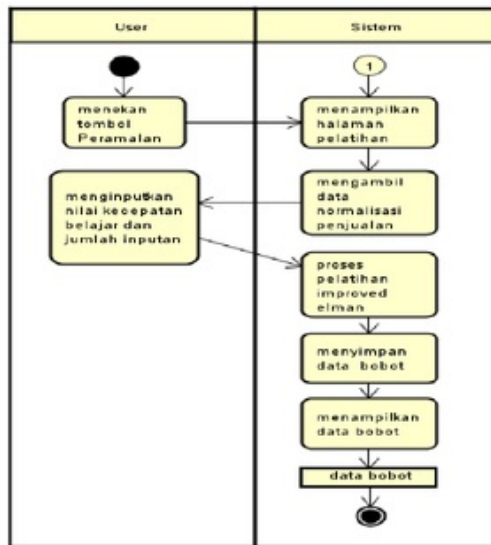 User
Sistem
1
menekan
tombol
Peramalan
menampilkan
halaman
pelatihan
mengambil
data
normalisasi
penjualan
menginputkan
nilai kecepatan
belajar dan
jumlah inputan
proses
pelatihan
improved
elman
menyimpan
data bobot
menampilkan
data bobot
data bobot